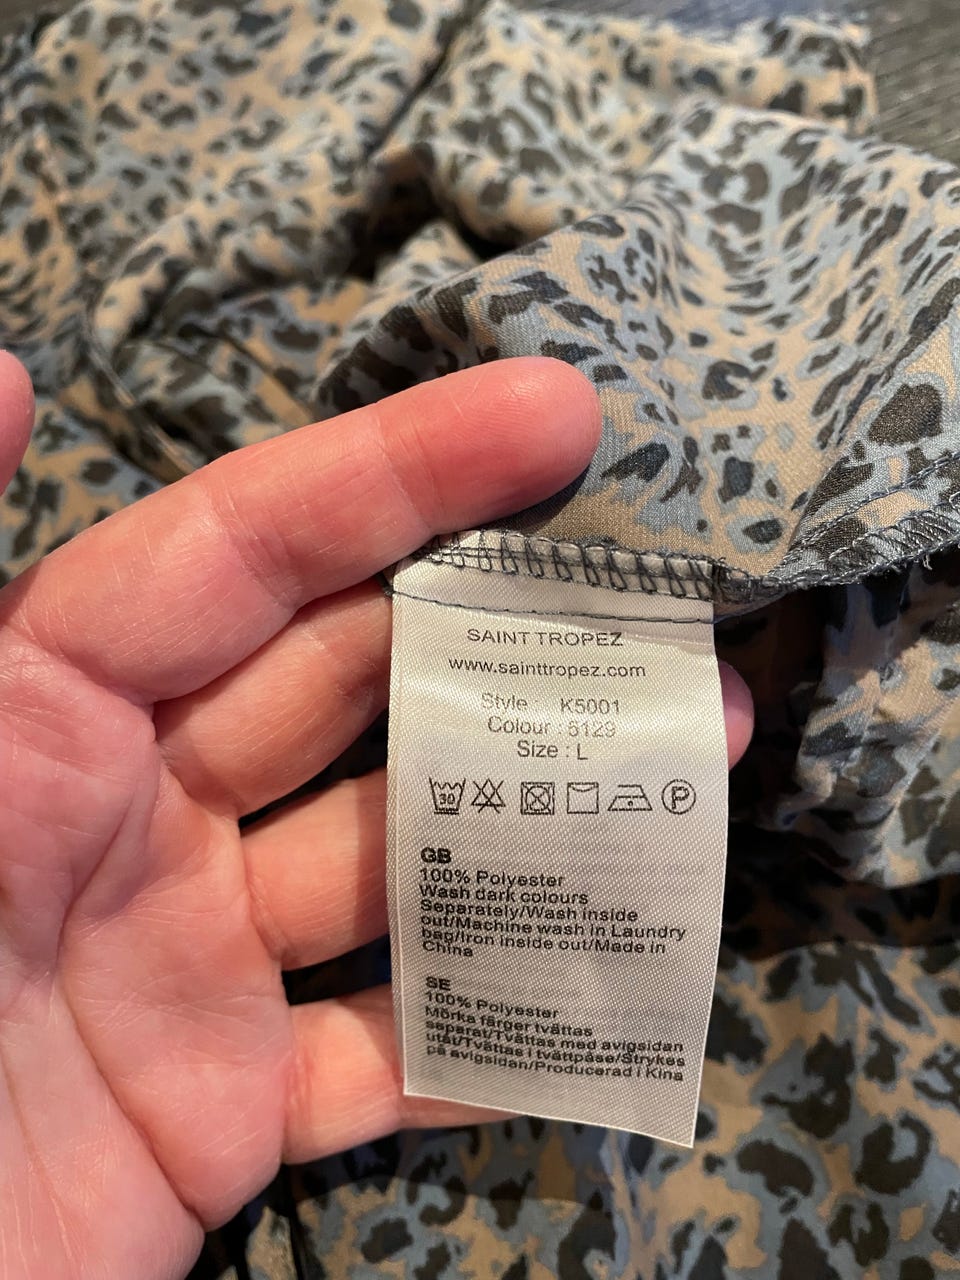 SAINT TROPEZ
www.sainttropez.com
Style : K5001
Colour : 6129
Size : L
30
P
GB
100% Polyester
Wash dark colours
Separately/Wash inside
out/Machine wash in Laundry
bag/Iron inside out/Made in
China
SE
100% Polyester
Mörka färger tvättas
separat/Tvättas med avigsidan
utåt/Tvättas i tvättpåse/Strykes
på avigsidan/Producerad i Kina